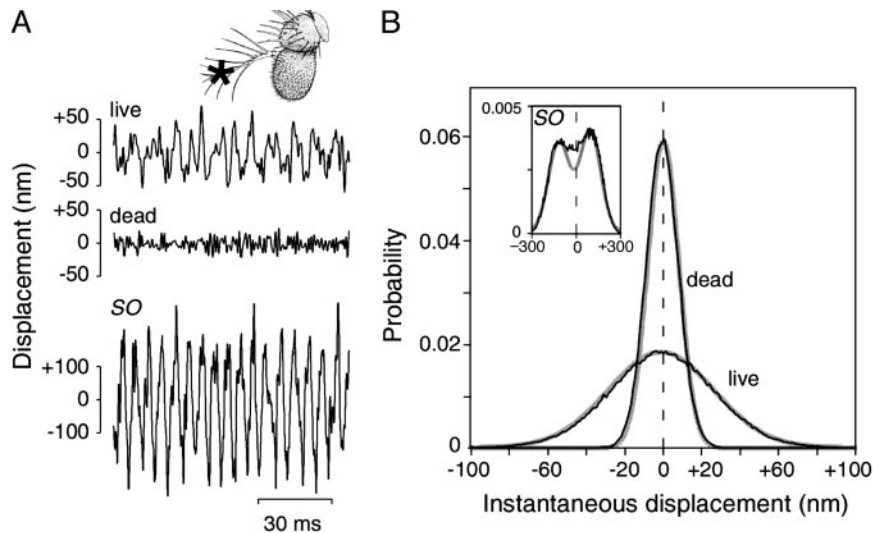 A
live
+50
0
-50
dead
+50
0
-50
SO
+100
0
-100
Displacement (nm)
30 ms
B
0.06
0.04
0.02
0
Probability
0.005
0
SO
-300
0
+300
dead
live
-100
-60
-20
0
+20
+60
+100
Instantaneous displacement (nm)